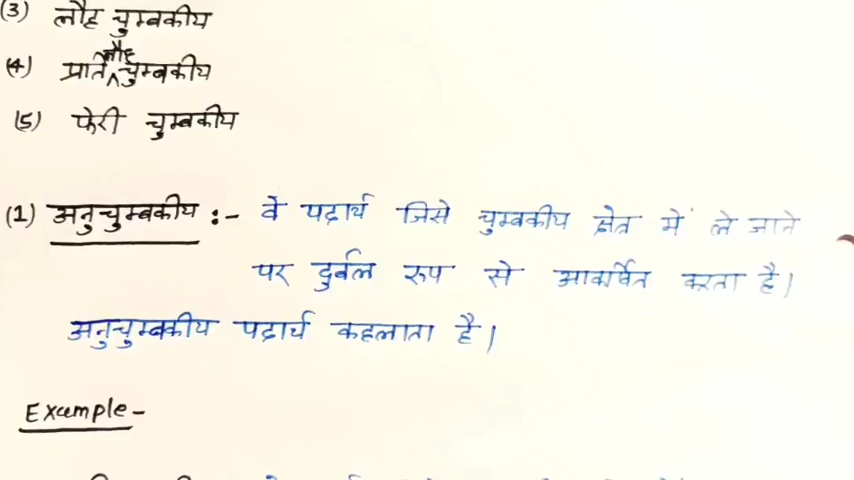 (3) लौह चुम्बकीय
(4) प्रति लौह चुम्बकीय
(5) फेरी चुम्बकीय
(1) अनुचुम्बकीय :- वे पदार्थ जिसे चुम्बकीय क्षेत्र में ले जाने
पर दुर्बल रूप से आकर्षित करता है।
अनुचुम्बकीय पदार्थ कहलाता है।
Example-